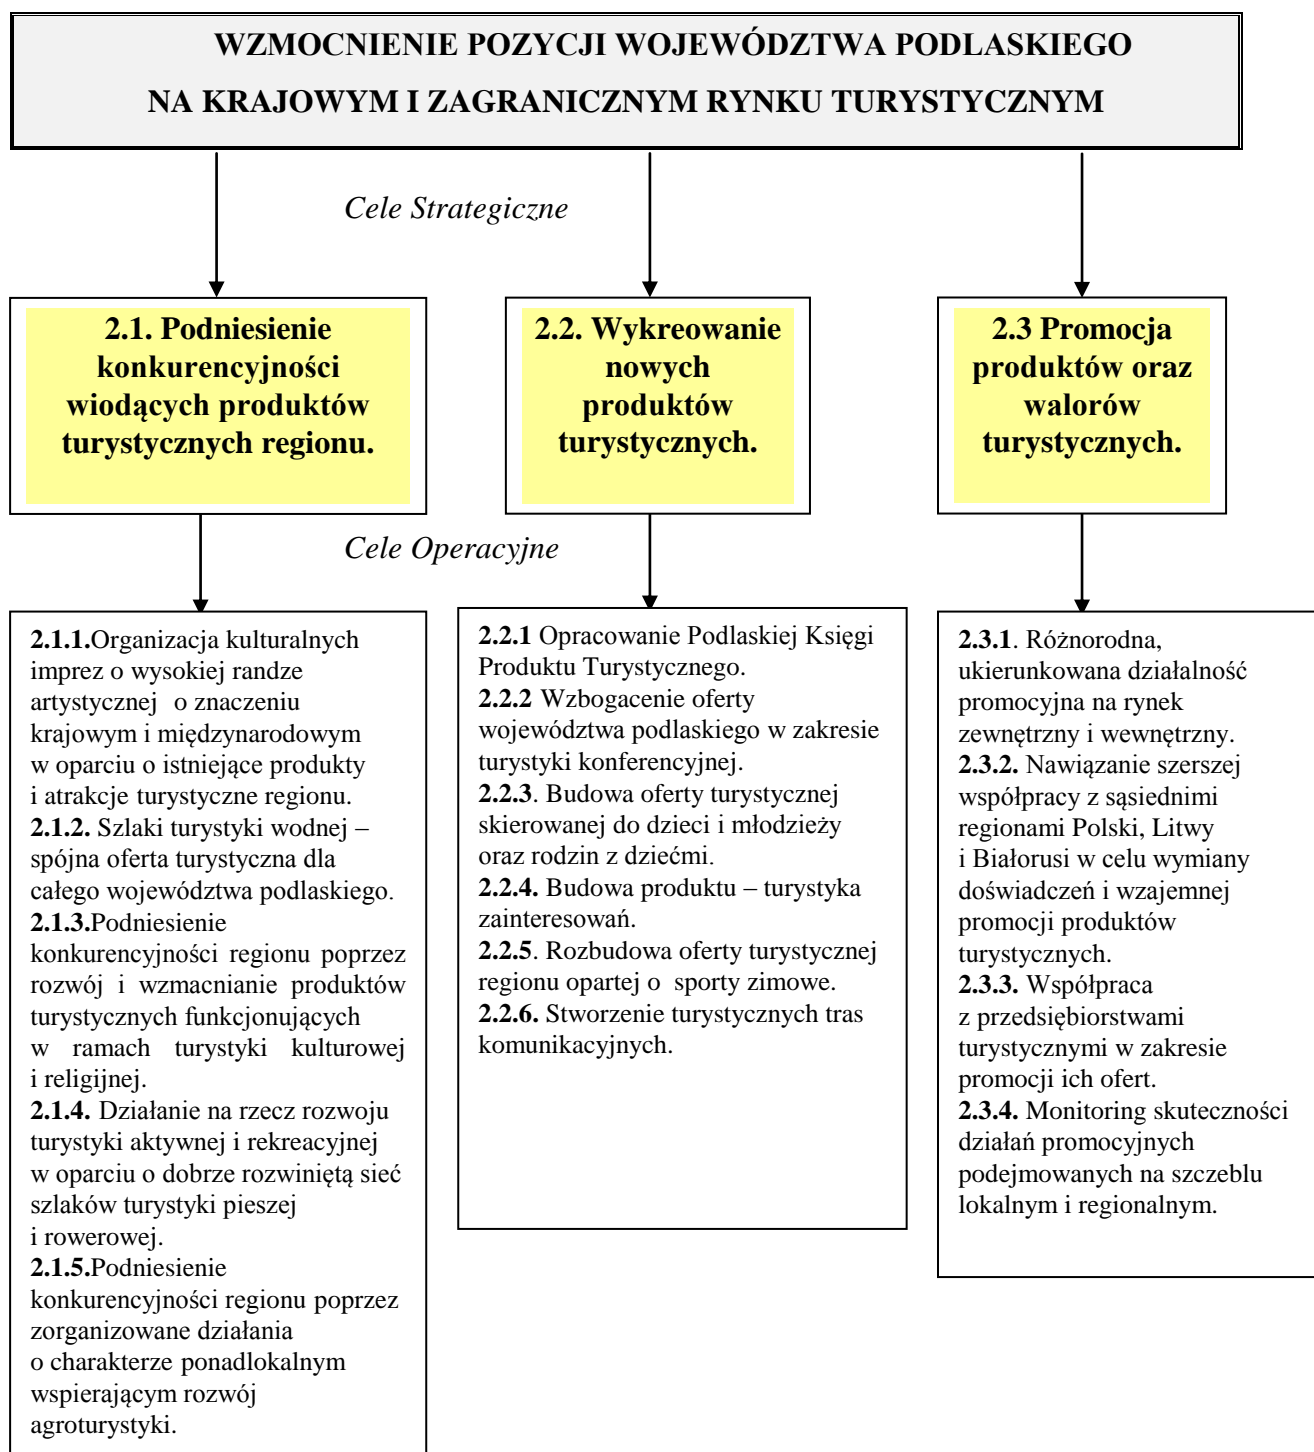 WZMOCNIENIE POZYCJI WOJEWÓDZTWA PODLASKIEGO
NA KRAJOWYM I ZAGRANICZNYM RYNKU TURYSTYCZNYM
Cele Strategiczne
2.1. Podniesienie
konkurencyjności
wiodących produktów
turystycznych regionu.
2.2. Wykreowanie
nowych
produktów
turystycznych.
2.3 Promocja
produktów oraz
walorów
turystycznych.
Cele Operacyjne
2.1.1.Organizacja kulturalnych
imprez o wysokiej randze
artystycznej o znaczeniu
krajowym i międzynarodowym
w oparciu o istniejące produkty
i atrakcje turystyczne regionu.
2.1.2. Szlaki turystyki wodnej –
spójna oferta turystyczna dla
całego województwa podlaskiego.
2.1.3.Podniesienie
konkurencyjności regionu poprzez
rozwój i wzmacnianie produktów
turystycznych funkcjonujących
w ramach turystyki kulturowej
i religijnej.
2.1.4. Działanie na rzecz rozwoju
turystyki aktywnej i rekreacyjnej
w oparciu o dobrze rozwiniętą sieć
szlaków turystyki pieszej
i rowerowej.
2.1.5.Podniesienie
konkurencyjności regionu poprzez
zorganizowane działania
o charakterze ponadlokalnym
wspierającym rozwój
agroturystyki.
2.2.1 Opracowanie Podlaskiej Księgi
Produktu Turystycznego.
2.2.2 Wzbogacenie oferty
województwa podlaskiego w zakresie
turystyki konferencyjnej.
2.2.3. Budowa oferty turystycznej
skierowanej do dzieci i młodzieży
oraz rodzin z dziećmi.
2.2.4. Budowa produktu – turystyka
zainteresowań.
2.2.5. Rozbudowa oferty turystycznej
regionu opartej o sporty zimowe.
2.2.6. Stworzenie turystycznych tras
komunikacyjnych.
2.3.1. Różnorodna,
ukierunkowana działalność
promocyjna na rynek
zewnętrzny i wewnętrzny.
2.3.2. Nawiązanie szerszej
współpracy z sąsiednimi
regionami Polski, Litwy
i Białorusi w celu wymiany
doświadczeń i wzajemnej
promocji produktów
turystycznych.
2.3.3. Współpraca
z przedsiębiorstwami
turystycznymi w zakresie
promocji ich ofert.
2.3.4. Monitoring skuteczności
działań promocyjnych
podejmowanych na szczeblu
lokalnym i regionalnym.